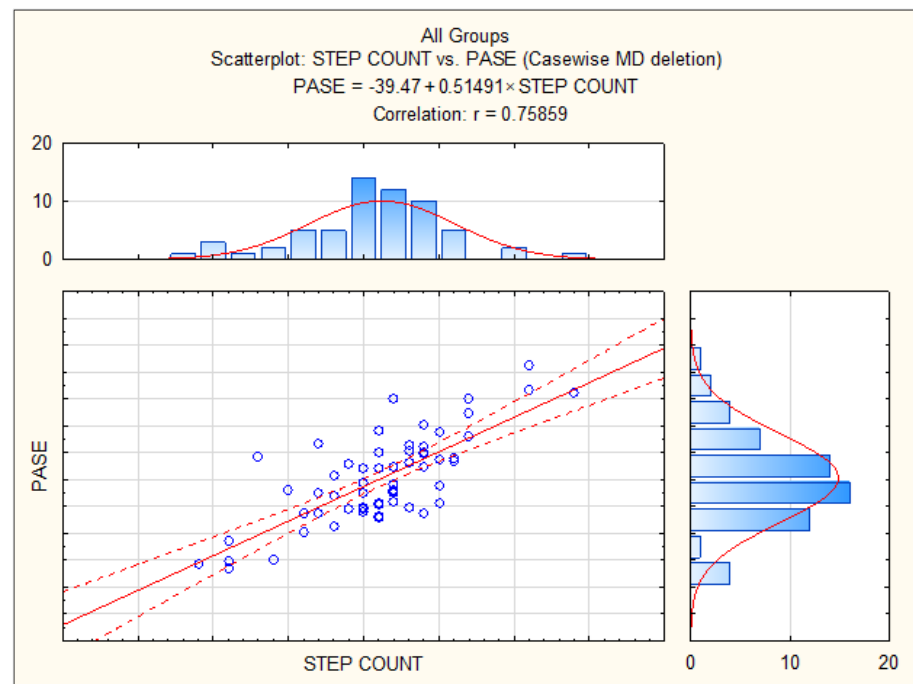 All Groups
Scatterplot: STEP COUNT vs. PASE (Casewise MD deletion)
PASE = -39.47 + 0.51491× STEP COUNT
Correlation: r = 0.75859
20
10
0
PASE
STEP COUNT
0 10 20